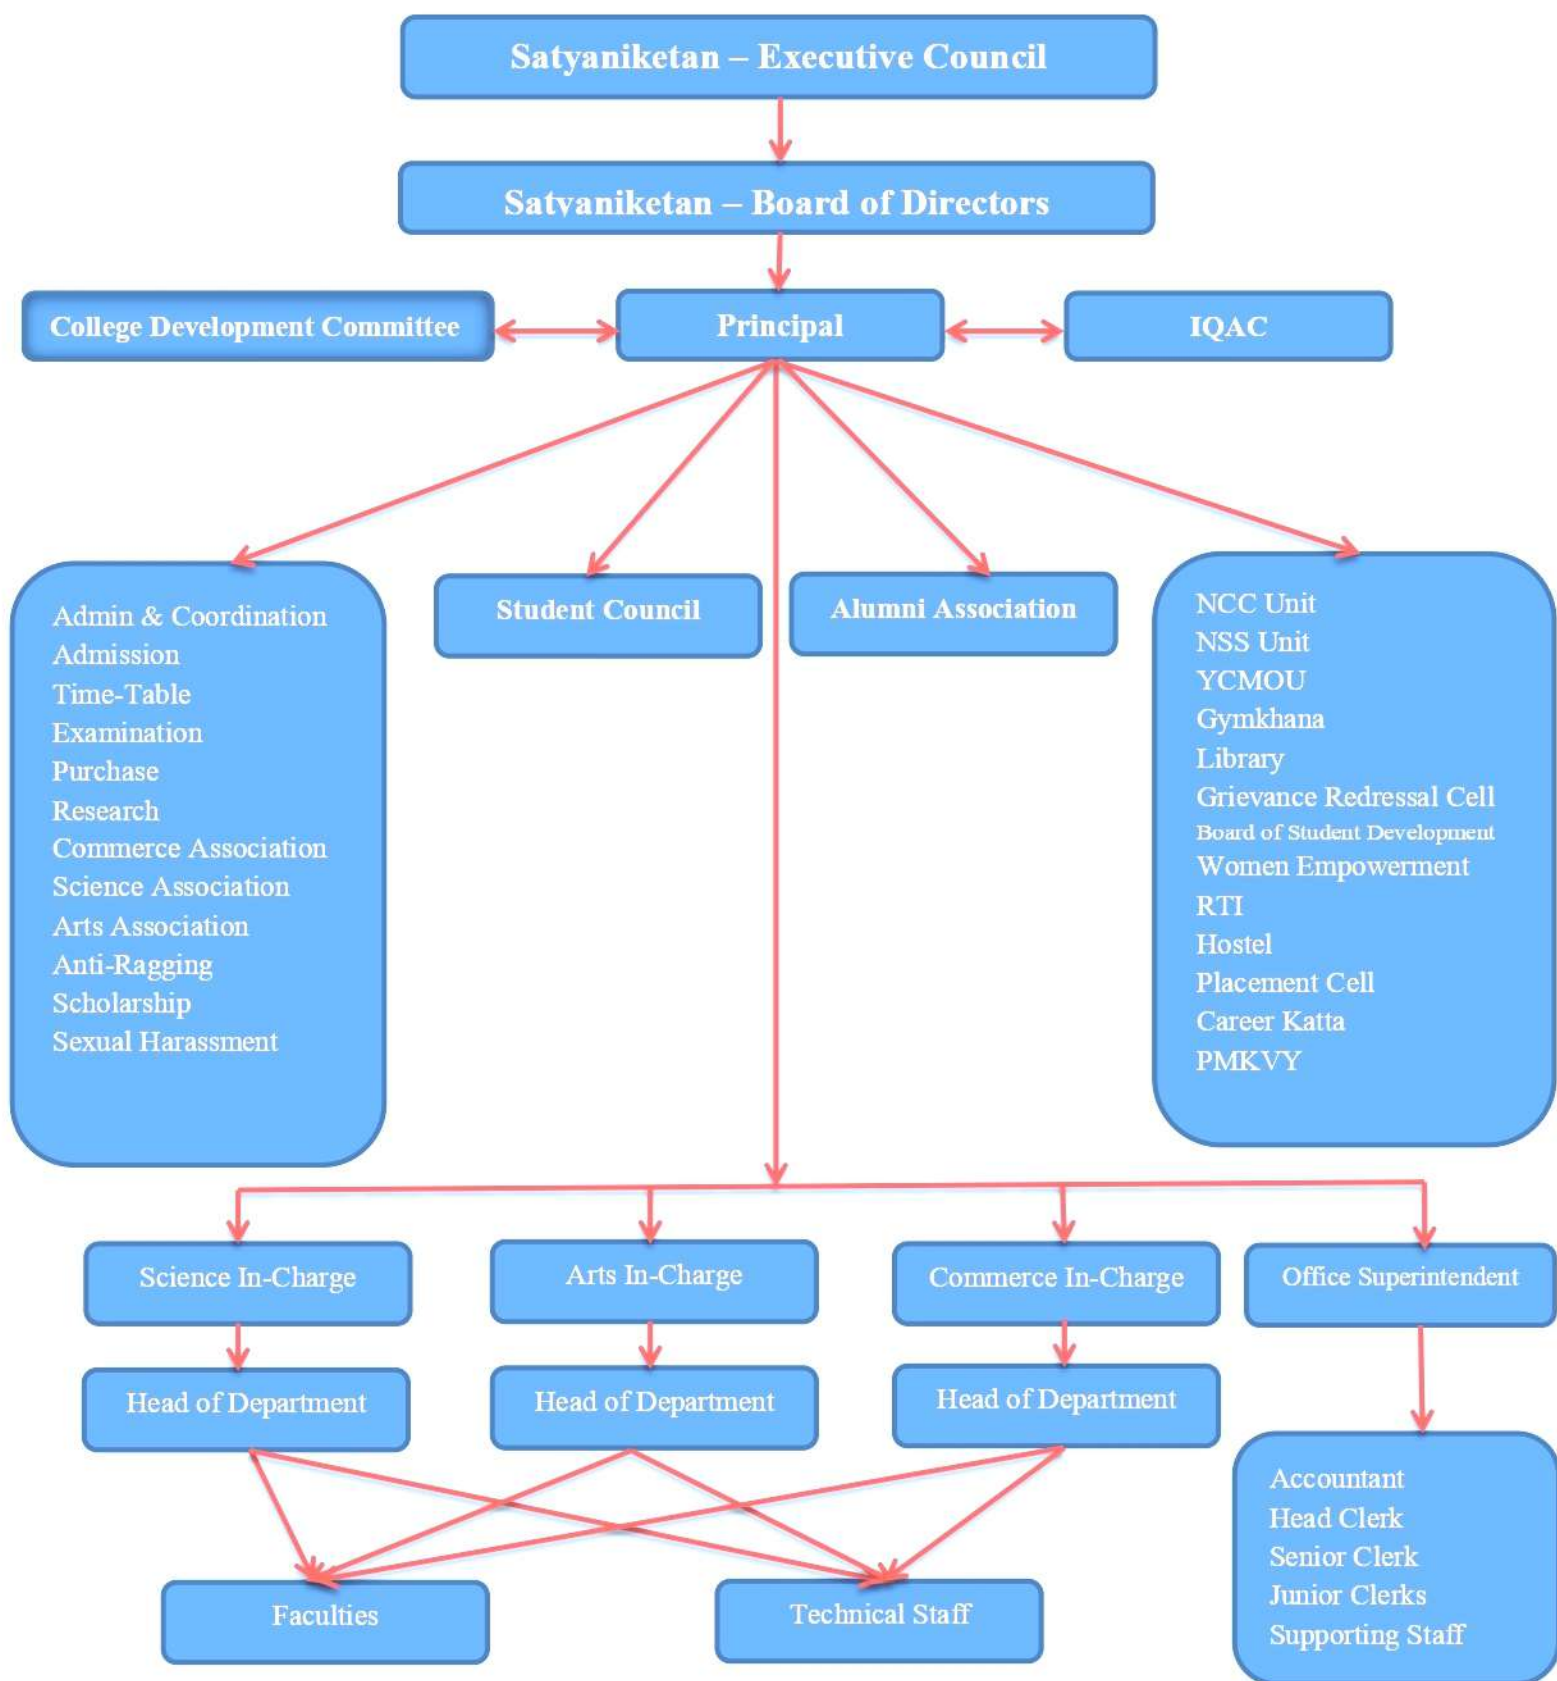 Satyaniketan – Executive Council
Satyaniketan – Board of Directors
College Development Committee
Principal
IQAC
Admin & Coordination
Admission
Time-Table
Examination
Purchase
Research
Commerce Association
Science Association
Arts Association
Anti-Ragging
Scholarship
Sexual Harassment
Student Council
Alumni Association
NCC Unit
NSS Unit
YCMOU
Gymkhana
Library
Grievance Redressal Cell
Board of Student Development
Women Empowerment
RTI
Hostel
Placement Cell
Career Katta
PMKVY
Science In-Charge
Arts In-Charge
Commerce In-Charge
Office Superintendent
Head of Department
Head of Department
Head of Department
Faculties
Technical Staff
Accountant
Head Clerk
Senior Clerk
Junior Clerks
Supporting Staff